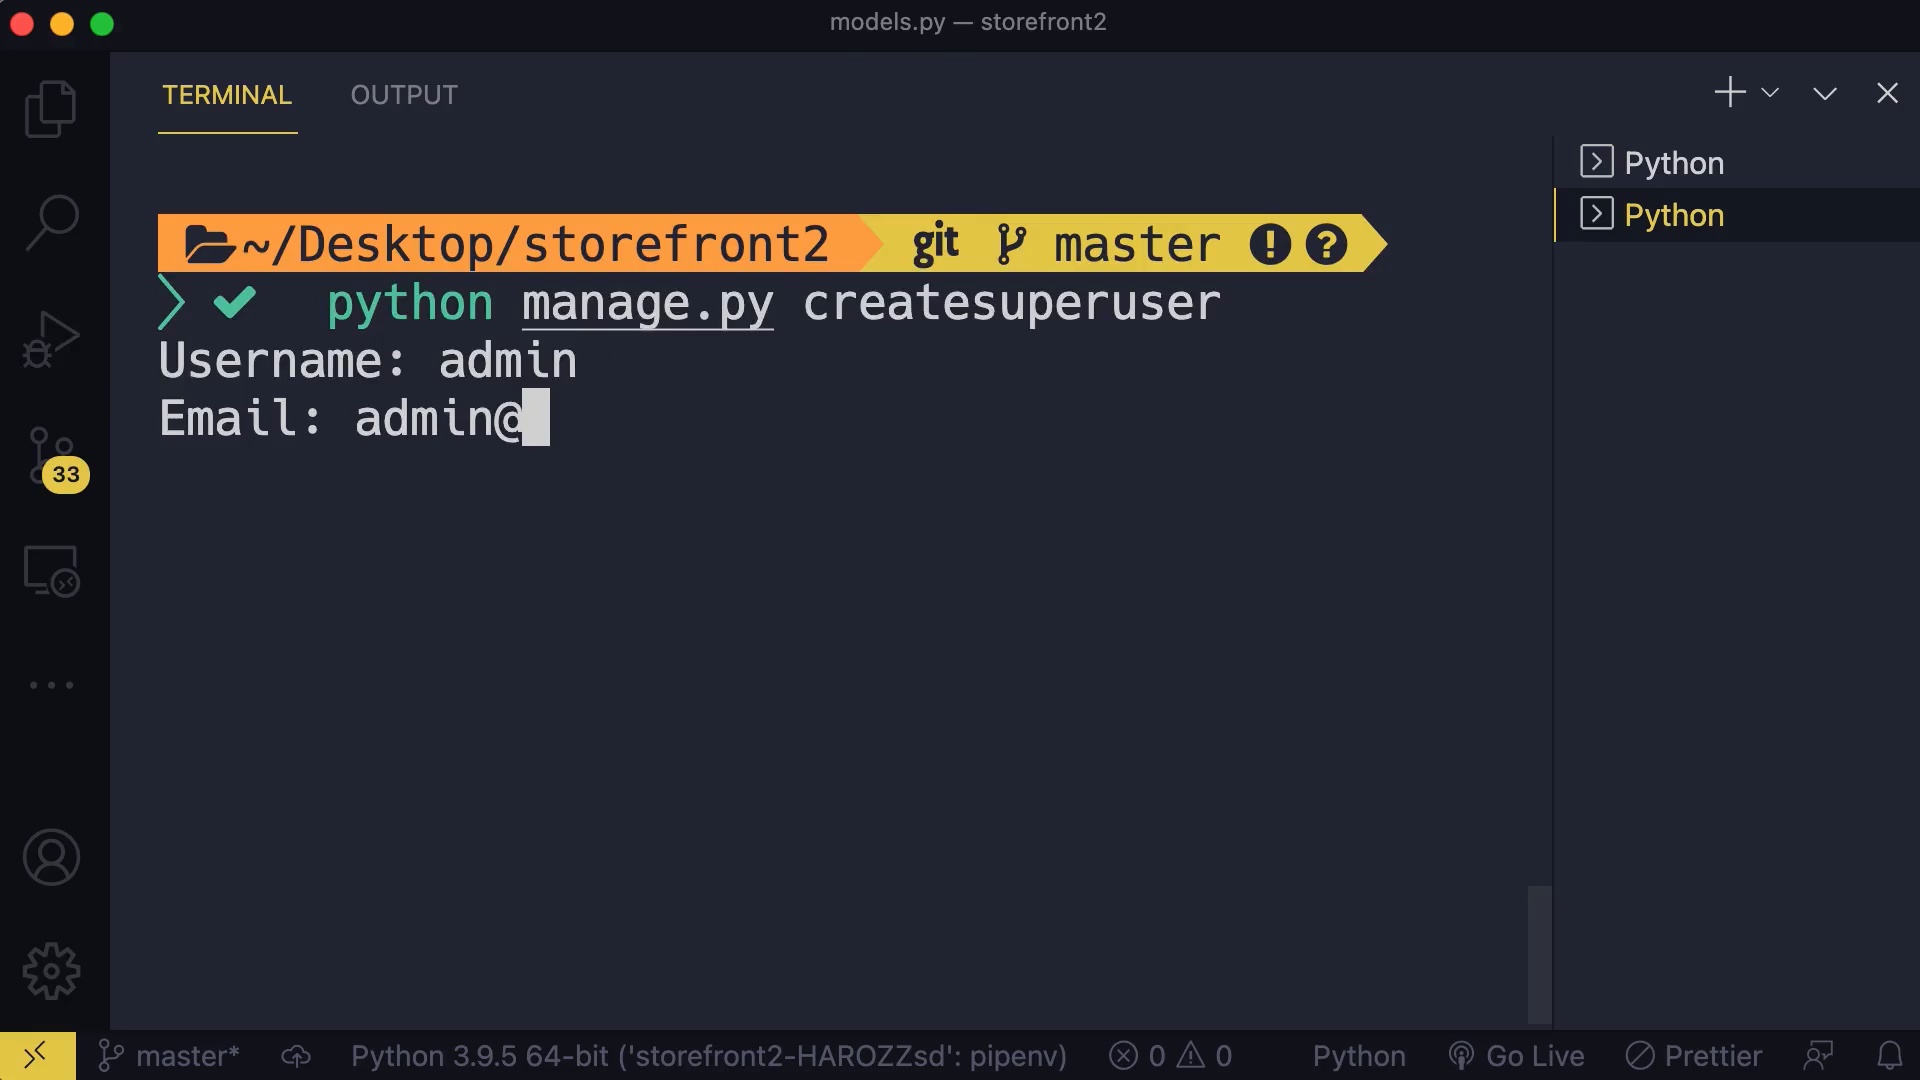 models.py — storefront2
TERMINAL OUTPUT
Python
Python
~/Desktop/storefront2 git master
python manage.py createsuperuser
Username: admin
Email: admin@
33
master* Python 3.9.5 64-bit ('storefront2-HAROZZsd': pipenv) 0 0 Python Go Live Prettier